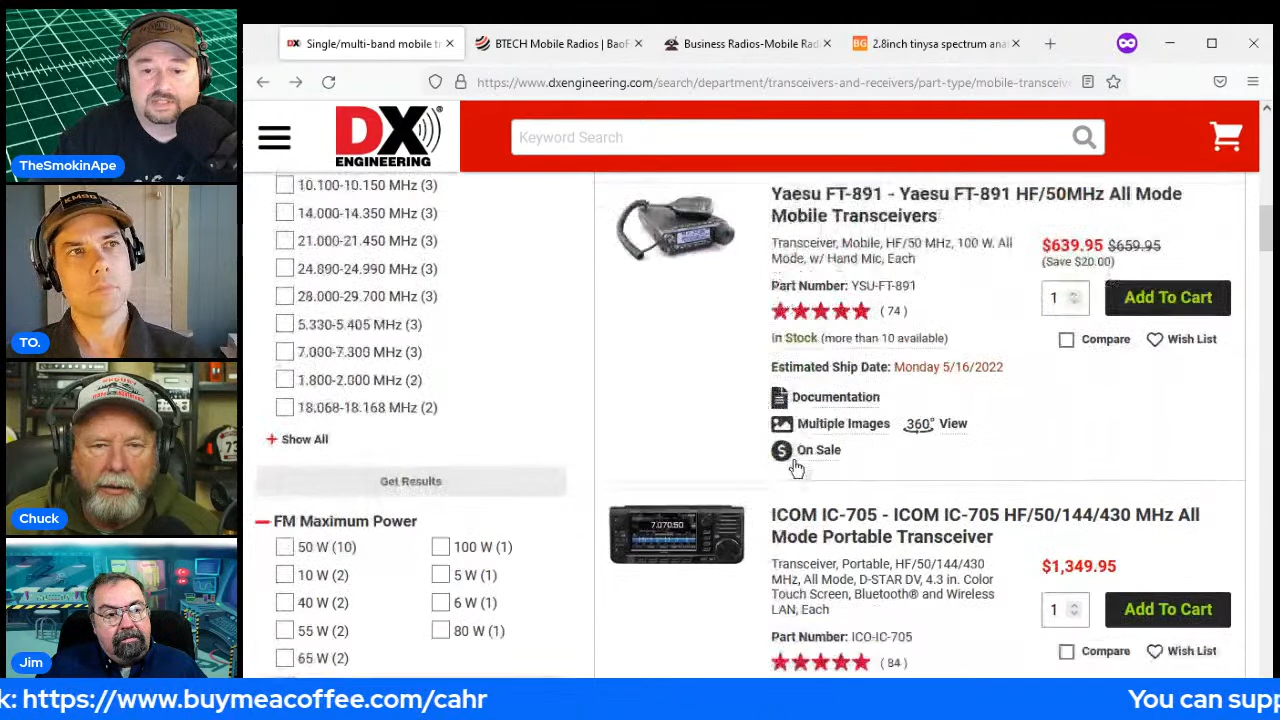 TheSmokinApe
KM9G
TO.
Chuck
Jim
Single/multi-band mobile tr
BTECH Mobile Radios | BaoF
Business Radios-Mobile Rad
BG
2.8inch tinysa spectrum ana
https://www.dxengineering.com/search/department/transceivers-and-receivers/part-type/mobile-transceive
DX
ENGINEERING
Keyword Search
10.100-10.150 MHz (3)
14.000-14.350 MHz (3)
21.000-21.450 MHz (3)
24.890-24.990 MHz (3)
28.000-29.700 MHz (3)
5.330-5.405 MHz (3)
7.000-7.300 MHz (3)
1.800-2.000 MHz (2)
18.068-18.168 MHz (2)
+ Show All
Get Results
FM Maximum Power
50 W (10)
100 W (1)
10 W (2)
5 W (1)
40 W (2)
6 W (1)
55 W (2)
80 W (1)
65 W (2)
Yaesu FT-891 - Yaesu FT-891 HF/50MHz All Mode
Mobile Transceivers
Transceiver, Mobile, HF/50 MHz, 100 W. All
Mode, w/ Hand Mic, Each
Part Number: YSU-FT-891
( 74 )
In Stock (more than 10 available)
Estimated Ship Date: Monday 5/16/2022
Documentation
Multiple Images 360° View
On Sale
$639.95 $659.95
(Save $20.00)
1
Add To Cart
Compare
Wish List
7.070.50
ICOM IC-705 - ICOM IC-705 HF/50/144/430 MHz All
Mode Portable Transceiver
Transceiver, Portable, HF/50/144/430
MHz, All Mode, D-STAR DV, 4.3 in. Color
Touch Screen, Bluetooth® and Wireless
LAN, Each
Part Number: ICO-IC-705
( 84 )
$1,349.95
1
Add To Cart
Compare
Wish List
k: https://www.buymeacoffee.com/cahr
You can supp